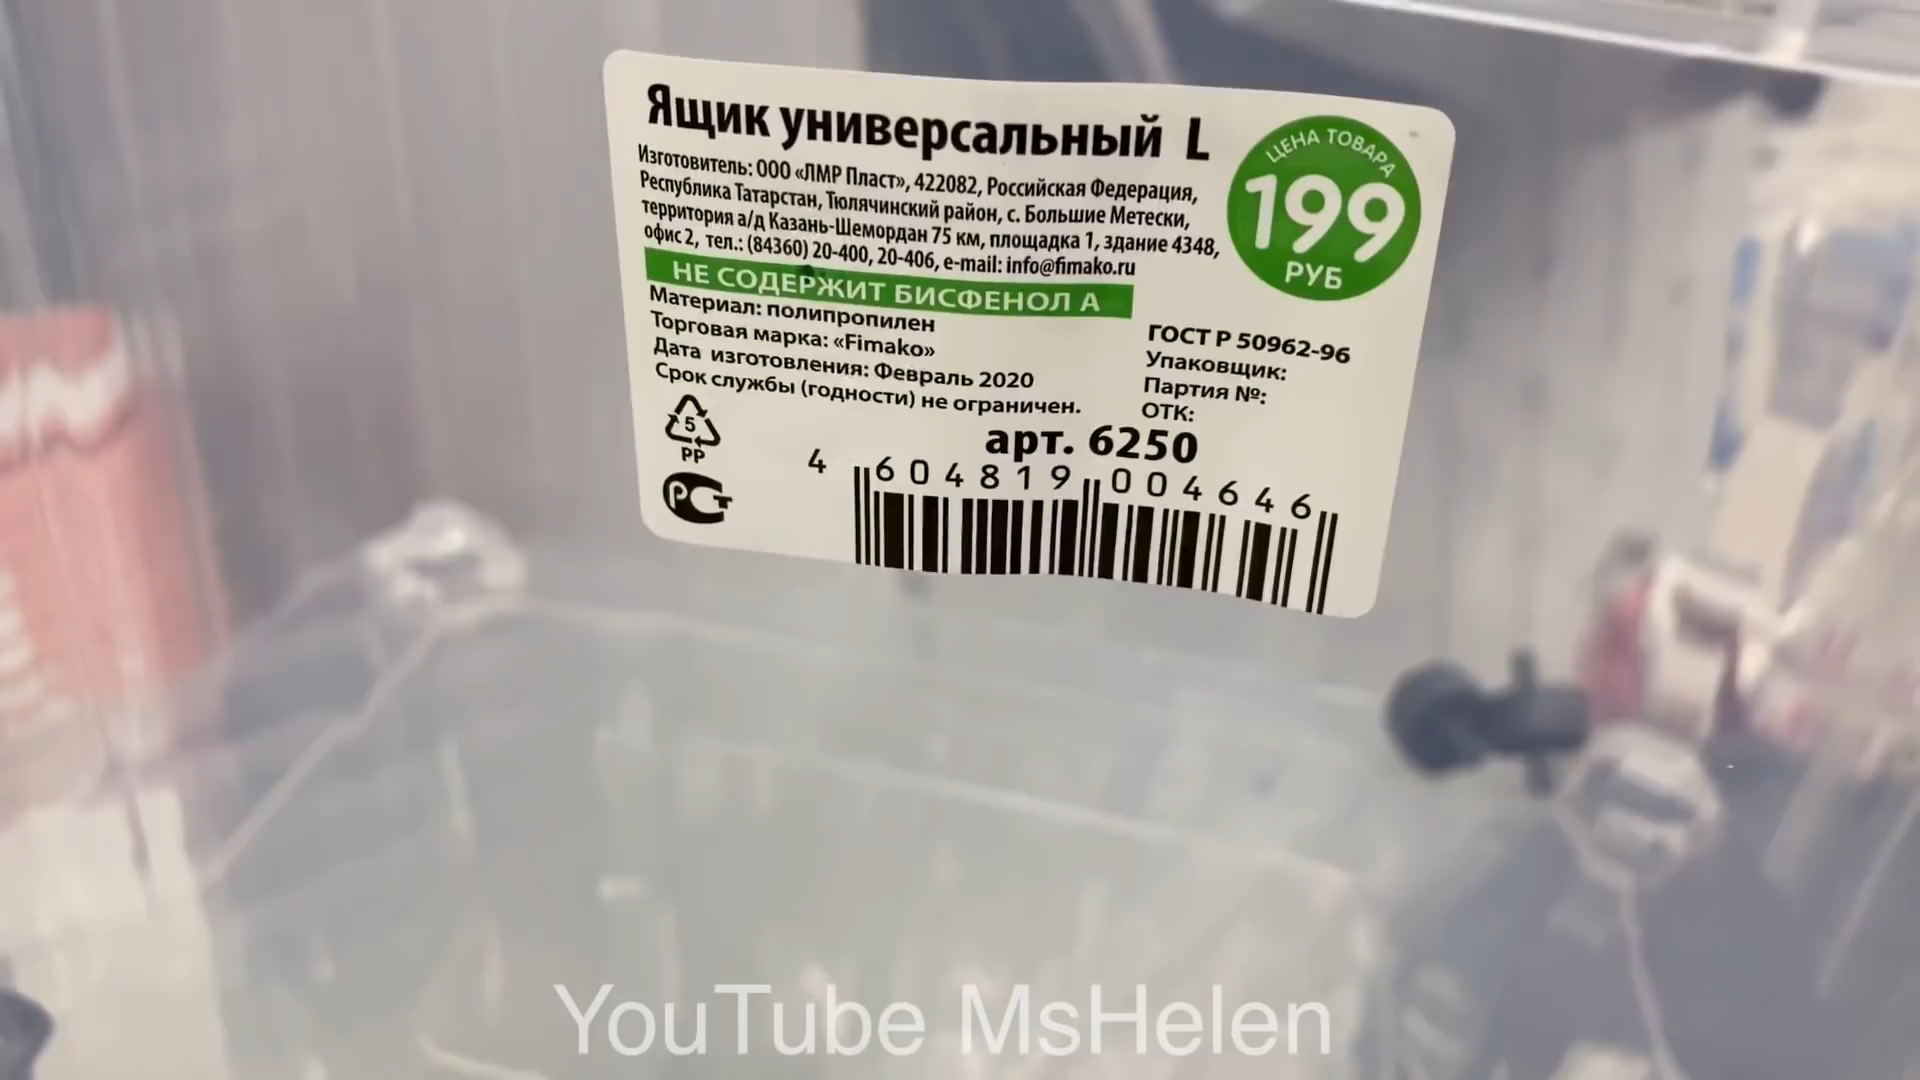 Ящик универсальный L
Изготовитель: ООО «ЛМР Пласт», 422082, Российская Федерация,
Республика Татарстан, Тюлячинский район, с. Большие Метески,
территория а/д Казань-Шемордан 75 км, площадка 1, здание 4348,
офис 2, тел.: (84360) 20-400, 20-406, e-mail: info@fimako.ru
ЦЕНА ТОВАРА
199
РУБ
НЕ СОДЕРЖИТ БИСФЕНОЛ А
Материал: полипропилен
Торговая марка: «Fimako»
Дата изготовления: Февраль 2020
Срок службы (годности) не ограничен.
ГОСТ Р 50962-96
Упаковщик:
Партия №:
ОТК:
арт. 6250
5
PP
РСТ
4 604819 004646
YouTube MsHelen